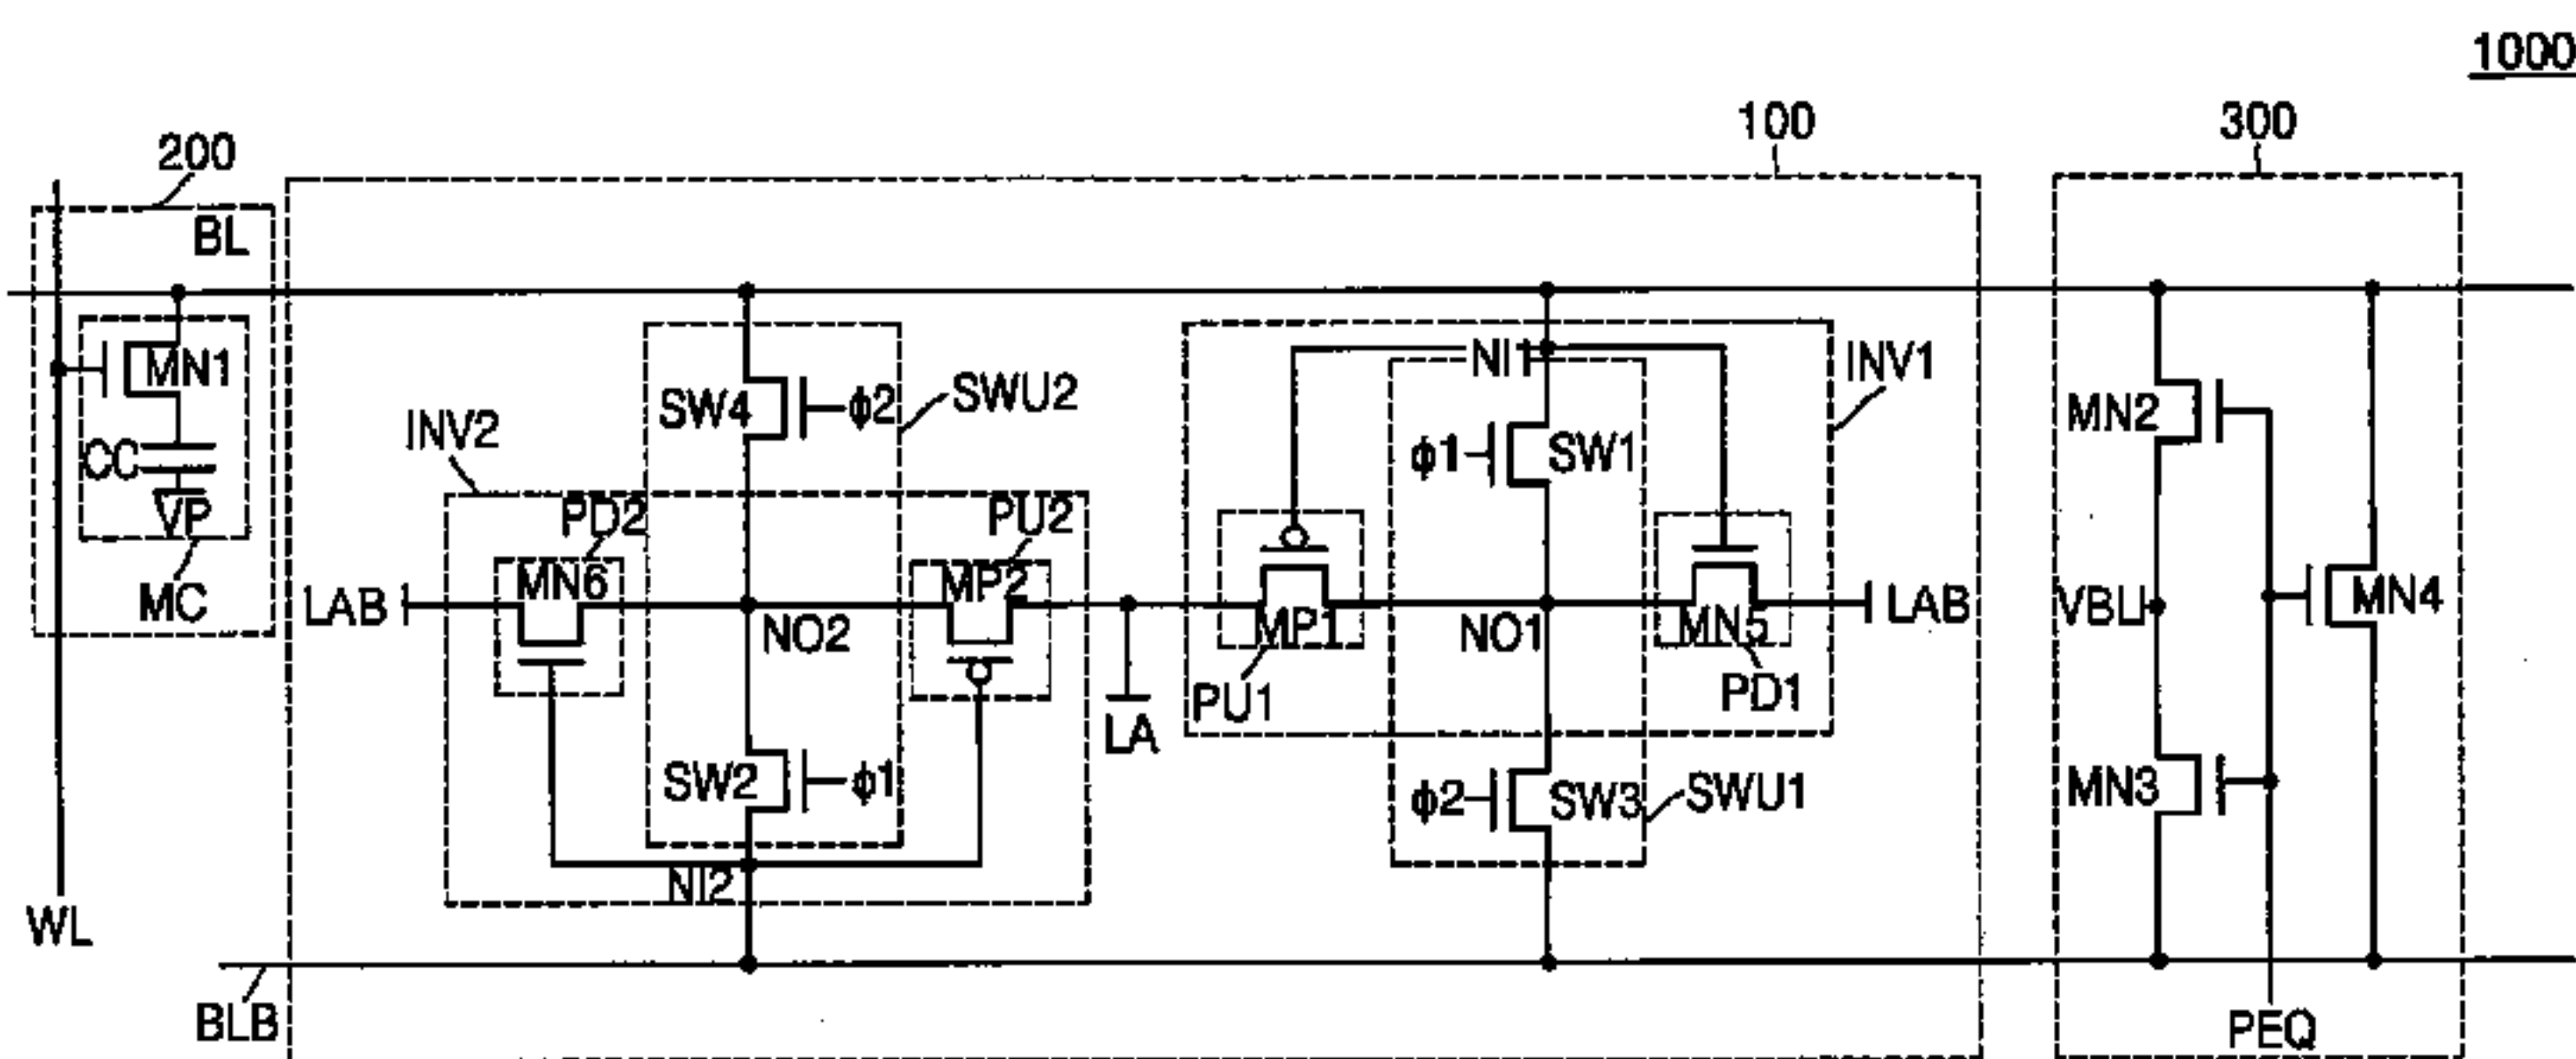 1000
200
100
300
BL
MN1
CC
VP
MC
WL
BLB
INV2
SW4
ϕ2
SWU2
PD2
PU2
LAB
MN6
MP2
NO2
SW2
ϕ1
NI2
LA
NI1
INV1
ϕ1
SW1
MP1
NO1
MN5
LAB
PU1
PD1
ϕ2
SW3
SWU1
MN2
VBL
MN4
MN3
PEQ